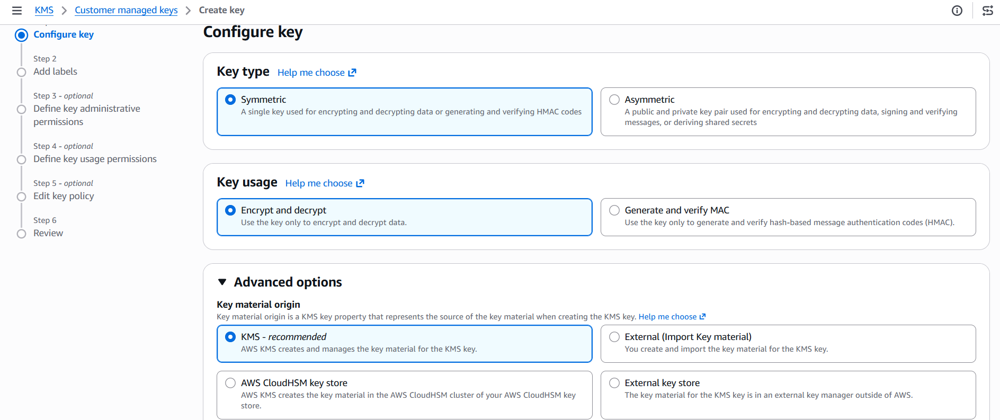 KMS > Customer managed keys > Create key
Configure key
Step 2
Add labels
Step 3 - optional
Define key administrative
permissions
Step 4 - optional
Define key usage permissions
Step 5 - optional
Edit key policy
Step 6
Review
Configure key
Key type Help me choose
Symmetric
A single key used for encrypting and decrypting data or generating and verifying HMAC codes
Asymmetric
A public and private key pair used for encrypting and decrypting data, signing and verifying
messages, or deriving shared secrets
Key usage Help me choose
Encrypt and decrypt
Use the key only to encrypt and decrypt data.
Generate and verify MAC
Use the key only to generate and verify hash-based message authentication codes (HMAC).
Advanced options
Key material origin
Key material origin is a KMS key property that represents the source of the key material when creating the KMS key. Help me choose
KMS - recommended
AWS KMS creates and manages the key material for the KMS key.
External (Import Key material)
You create and import the key material for the KMS key.
AWS CloudHSM key store
AWS KMS creates the key material in the AWS CloudHSM cluster of your AWS CloudHSM key
store.
External key store
The key material for the KMS key is in an external key manager outside of AWS.